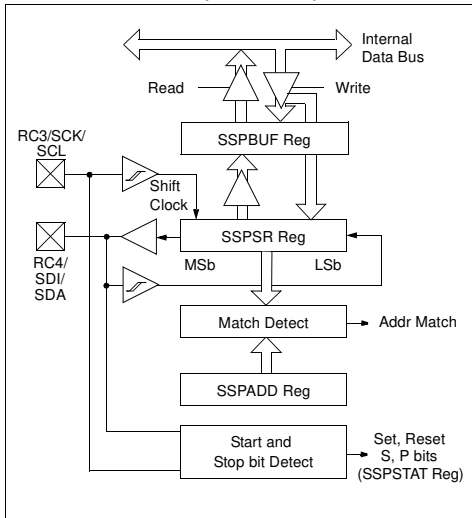 Internal
Data Bus
Read
Write
SSPBUF Reg
RC3/SCK/
SCL
Shift
Clock
SSPSR Reg
MSb
LSb
RC4/
SDI/
SDA
Match Detect
Addr Match
SSPADD Reg
Start and
Stop bit Detect
Set, Reset
S, P bits
(SSPSTAT Reg)